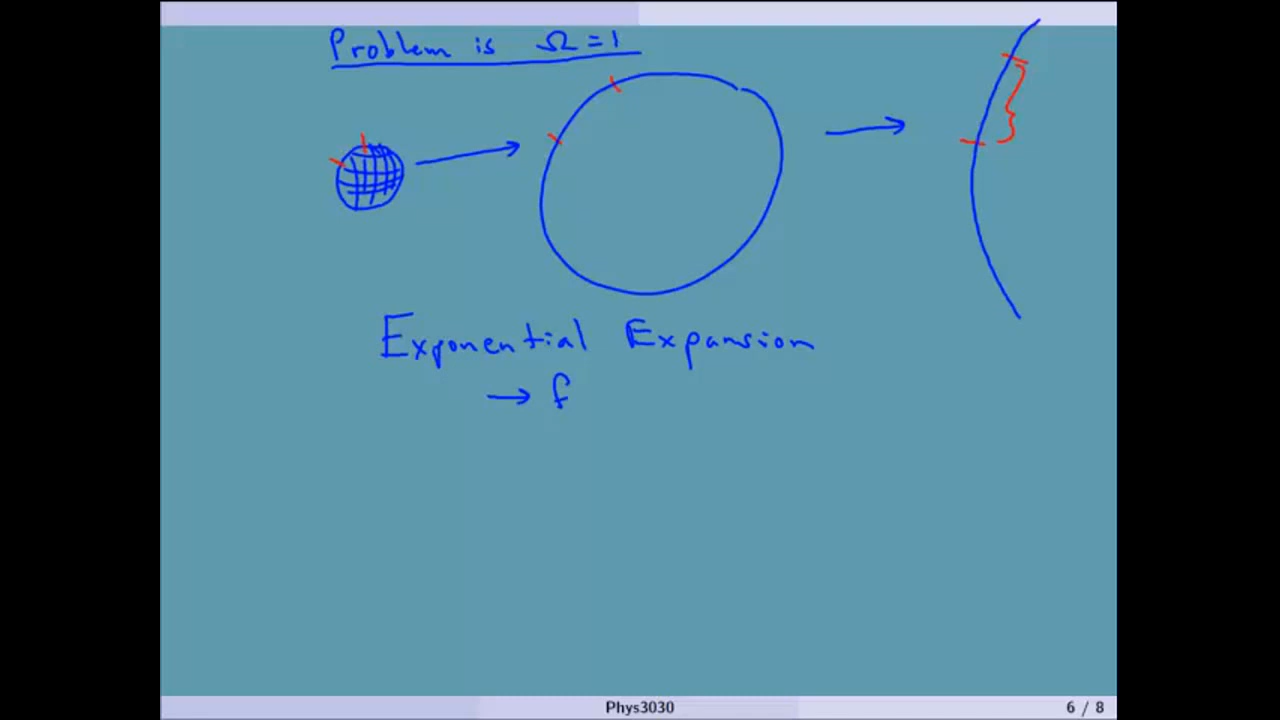 Problem is Ω = 1
Exponential Expansion
→ f
Phys3030
6 / 8